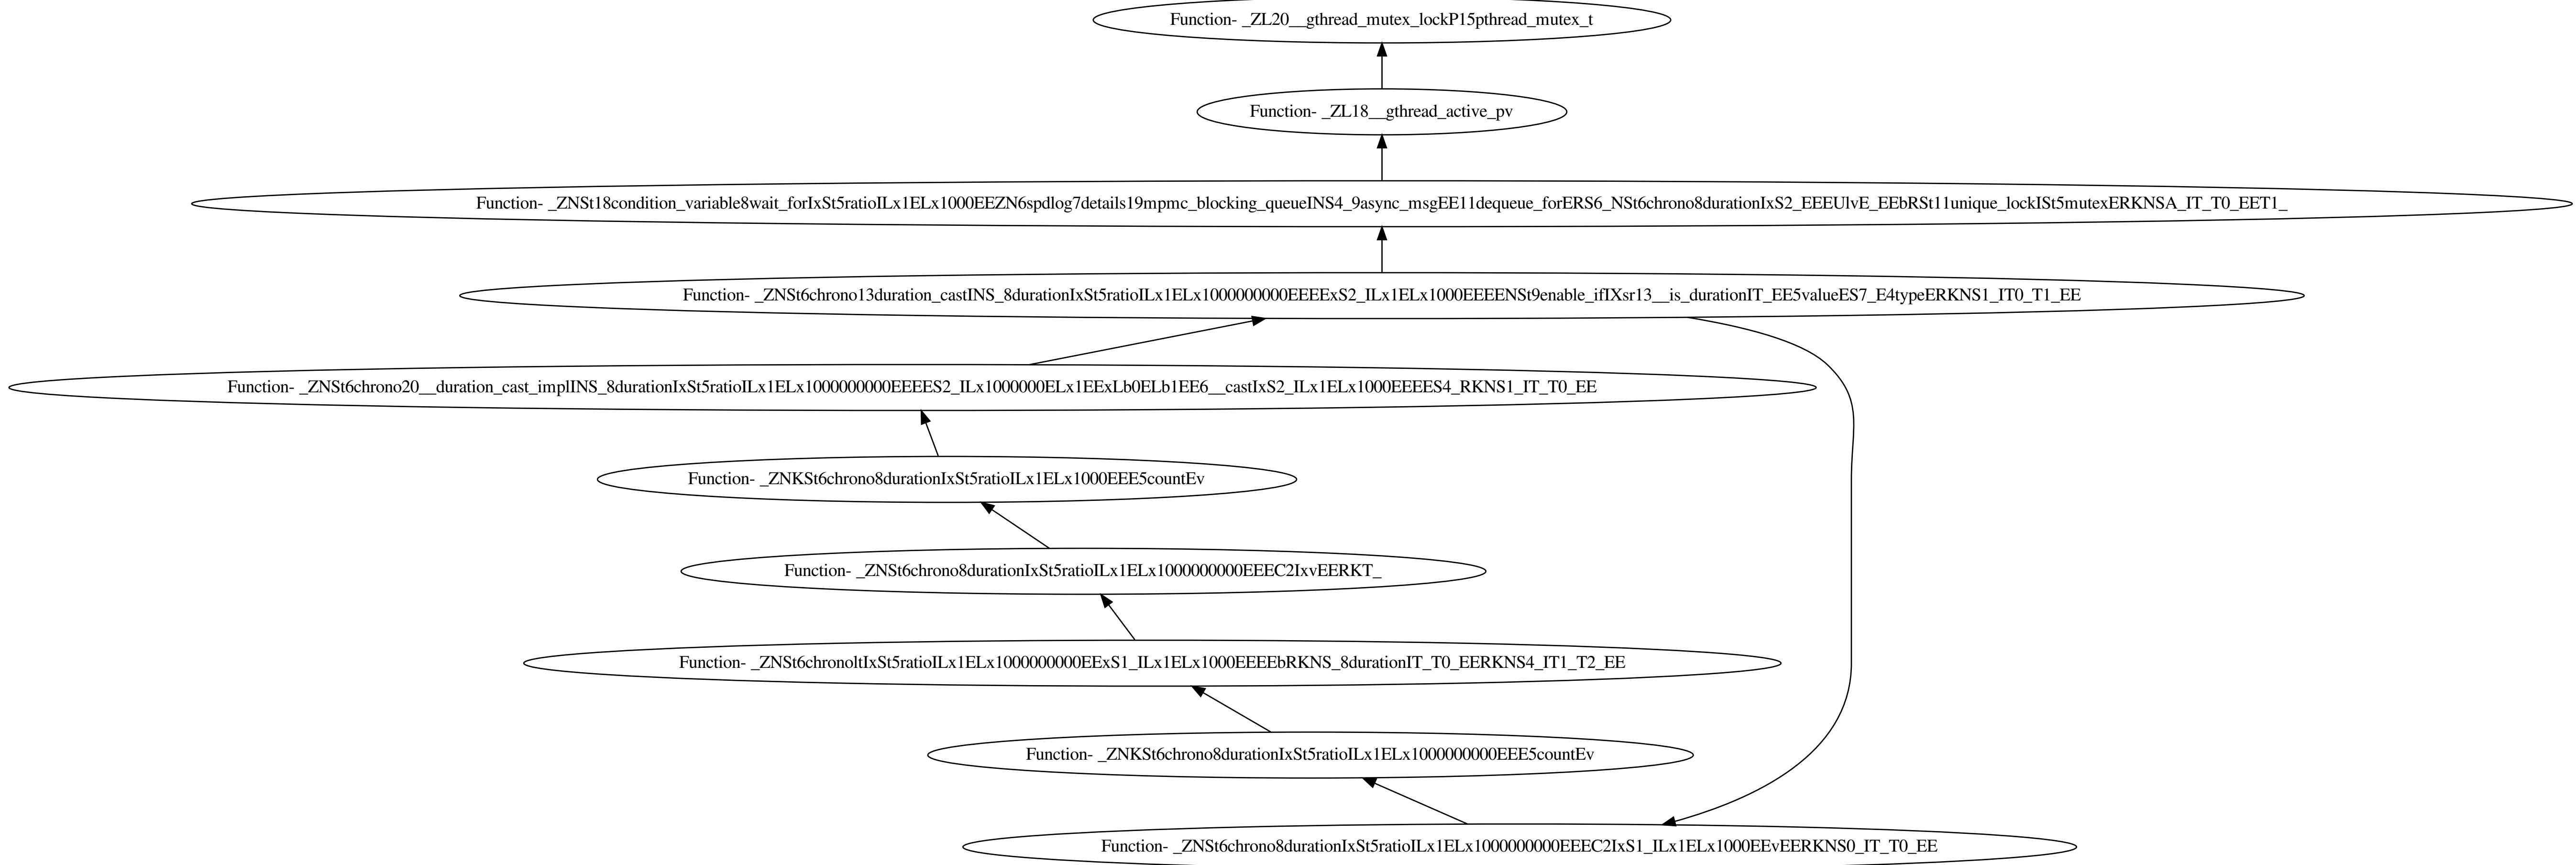 Function- _ZL20__gthread_mutex_lockP15pthread_mutex_t
Function- _ZL18__gthread_active_pv
Function- _ZNSt18condition_variable8wait_forIxSt5ratioILx1ELx1000EEZN6spdlog7details19mpmc_blocking_queueINS4_9async_msgEE11dequeue_forERS6_NSt6chrono8durationIxS2_EEEUlvE_EEbRSt11unique_lockISt5mutexERKNSA_IT_T0_EET1_
Function- _ZNSt6chrono13duration_castINS_8durationIxSt5ratioILx1ELx1000000000EEEExS2_ILx1ELx1000EEEENSt9enable_ifIXsr13__is_durationIT_EE5valueES7_E4typeERKNS1_IT0_T1_EE
Function- _ZNSt6chrono20__duration_cast_implINS_8durationIxSt5ratioILx1ELx1000000000EEEES2_ILx1000000ELx1EExLb0ELb1EE6__castIxS2_ILx1ELx1000EEEES4_RKNS1_IT_T0_EE
Function- _ZNKSt6chrono8durationIxSt5ratioILx1ELx1000EEE5countEv
Function- _ZNSt6chrono8durationIxSt5ratioILx1ELx1000000000EEEC2IxvEERKT_
Function- _ZNSt6chronoltIxSt5ratioILx1ELx1000000000EExS1_ILx1ELx1000EEEEbRKNS_8durationIT_T0_EERKNS4_IT1_T2_EE
Function- _ZNKSt6chrono8durationIxSt5ratioILx1ELx1000000000EEE5countEv
Function- _ZNSt6chrono8durationIxSt5ratioILx1ELx1000000000EEEC2IxS1_ILx1ELx1000EEvEERKNS0_IT_T0_EE